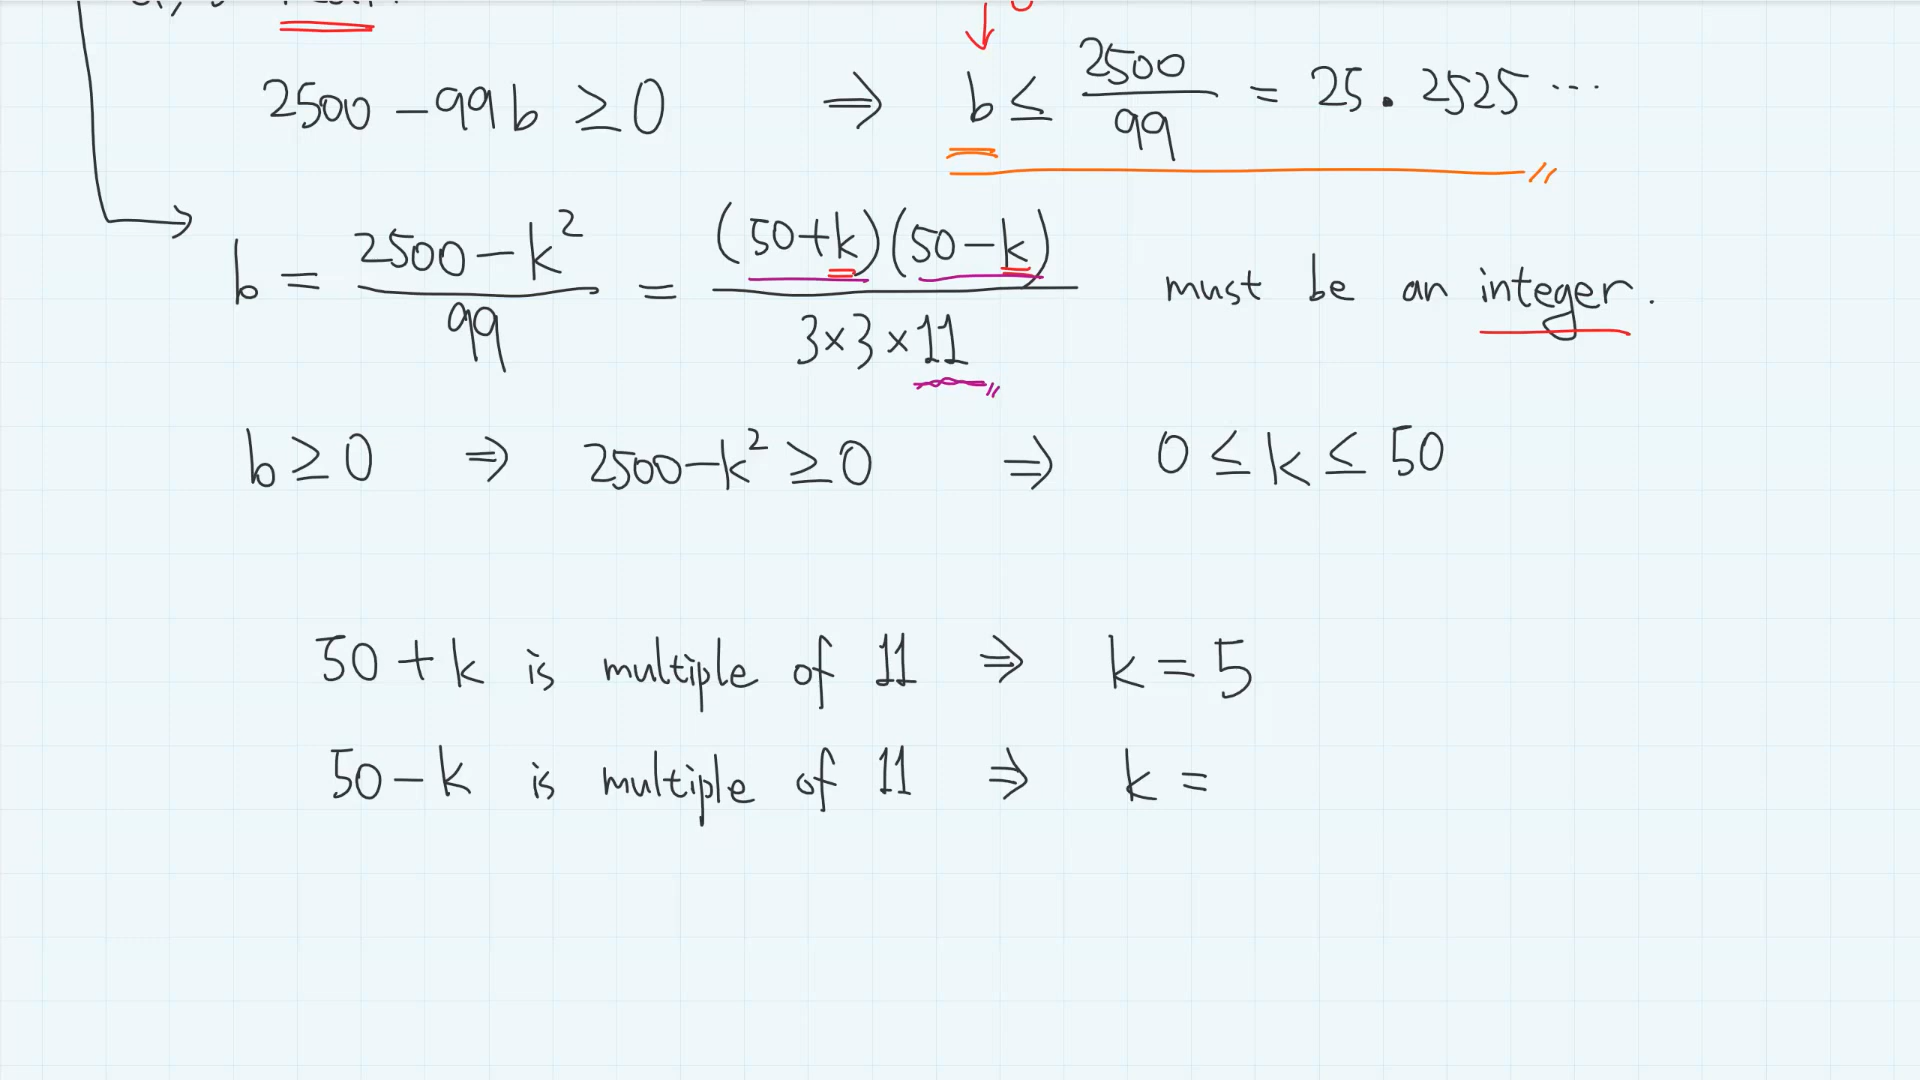 2500 − 99b ≥ 0 ⇒ b ≤ 2500/99 = 25.2525 ···
b = (2500 − k²)/99 = (50+k)(50−k)/(3×3×11) must be an integer.
b ≥ 0 ⇒ 2500 − k² ≥ 0 ⇒ 0 ≤ k ≤ 50
50 + k is multiple of 11 ⇒ k = 5
50 − k is multiple of 11 ⇒ k =